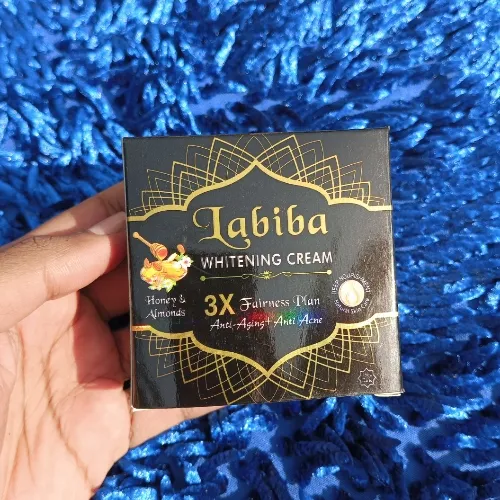 Labiba
WHITENING CREAM
Honey &
Almonds
3X Fairness Plan
Anti-Aging+Anti Acne